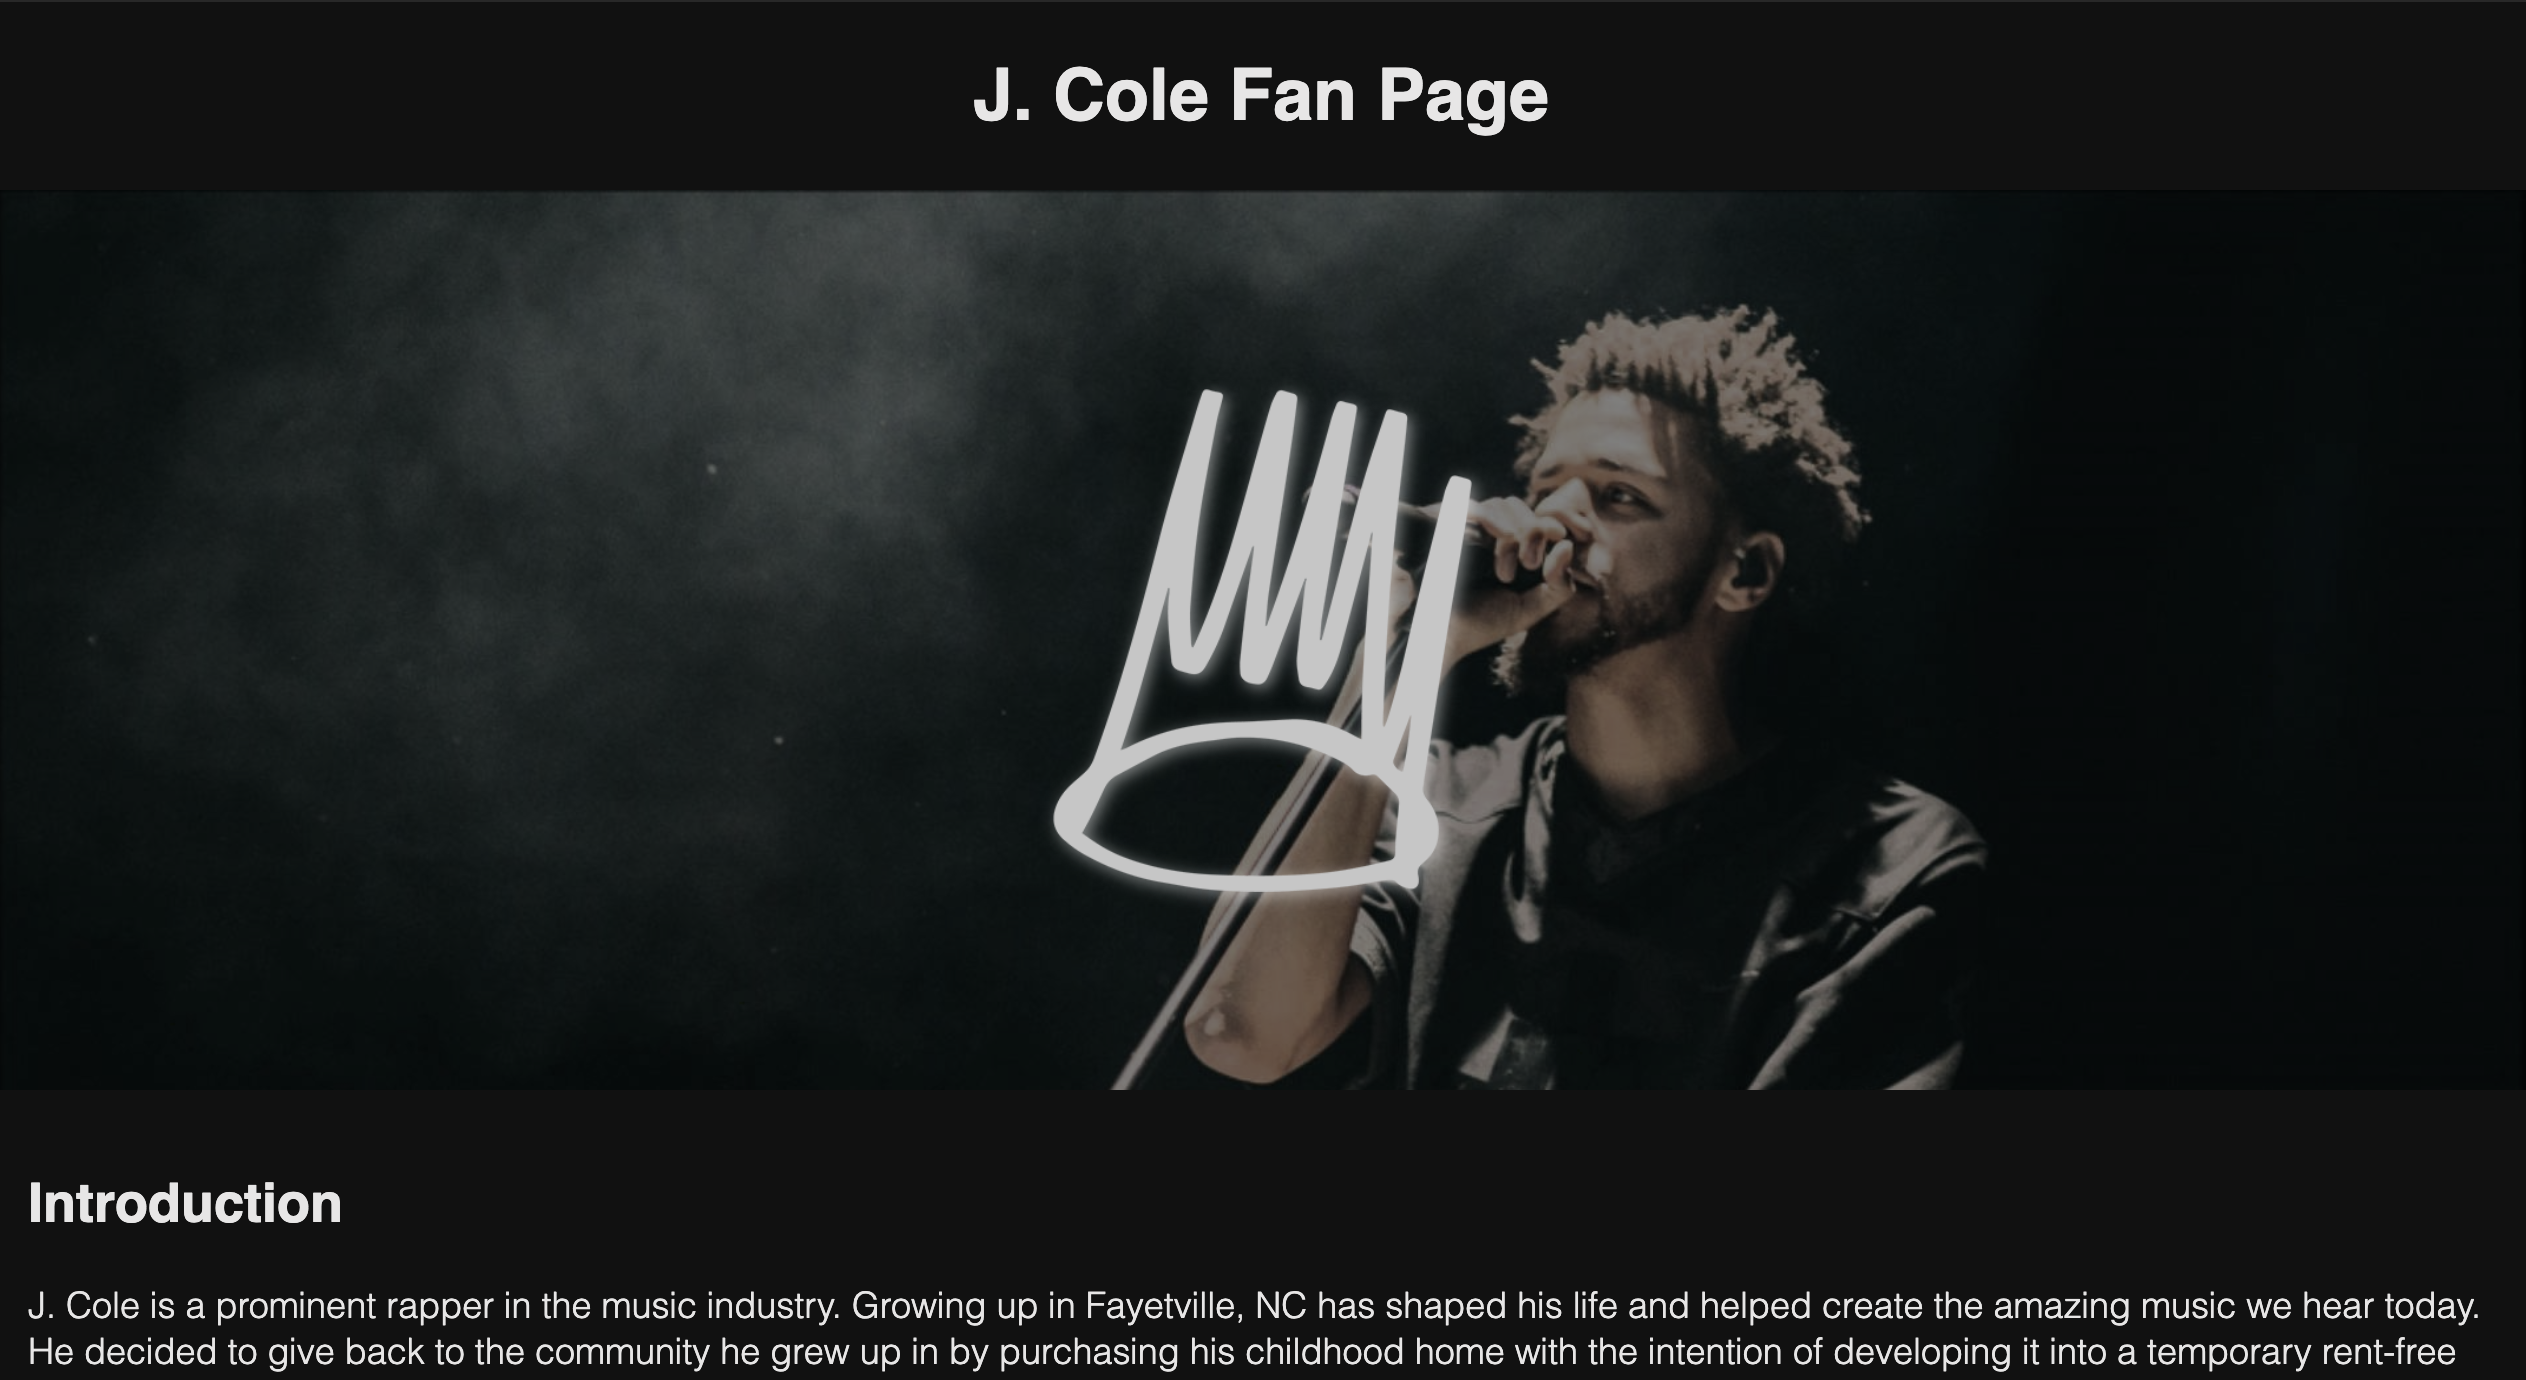 J. Cole Fan Page
Introduction
J. Cole is a prominent rapper in the music industry. Growing up in Fayetville, NC has shaped his life and helped create the amazing music we hear today.
He decided to give back to the community he grew up in by purchasing his childhood home with the intention of developing it into a temporary rent-free